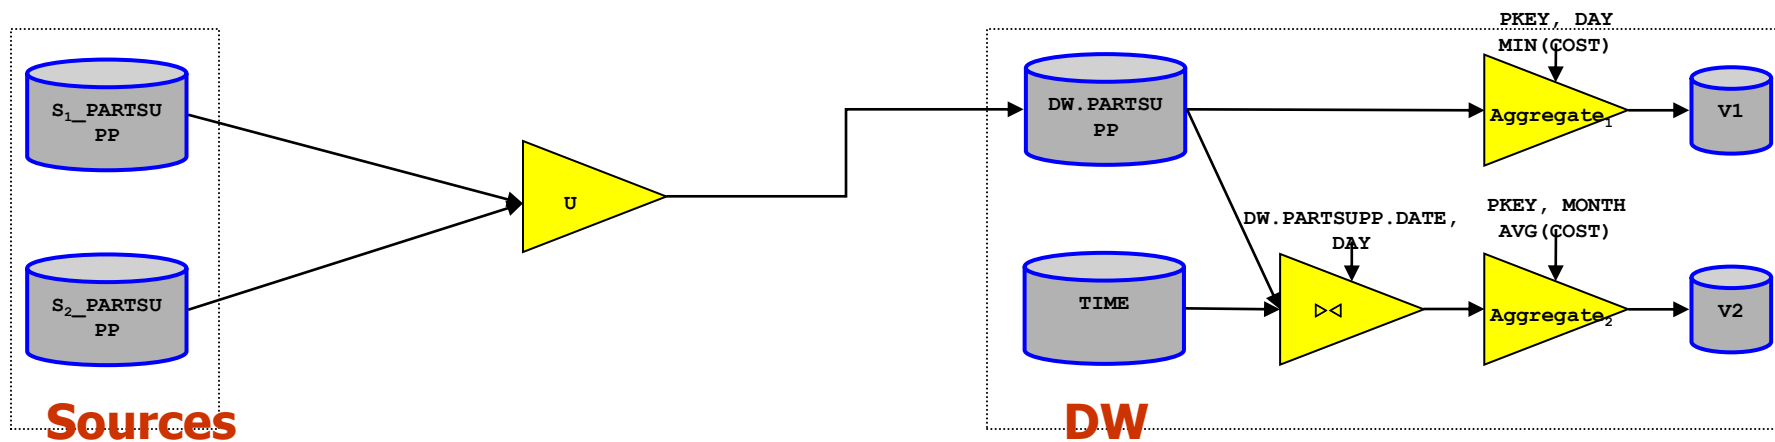 PKEY, DAY
MIN(COST)
S₁_PARTSU
PP
DW.PARTSU
PP
Aggregate₁
V1
U
PKEY, MONTH
AVG(COST)
DW.PARTSUPP.DATE,
DAY
S₂_PARTSU
PP
TIME
▷◁
Aggregate₂
V2
Sources
DW